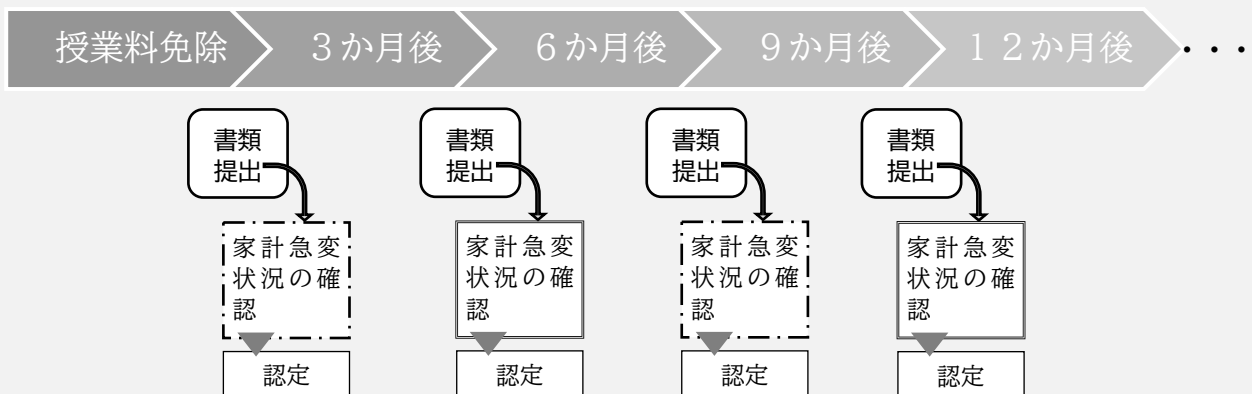 授業料免除
３か月後
６か月後
９か月後
１２か月後
・・・
書類
提出
書類
提出
書類
提出
書類
提出
家計急変
状況の確
認
家計急変
状況の確
認
家計急変
状況の確
認
家計急変
状況の確
認
認定
認定
認定
認定